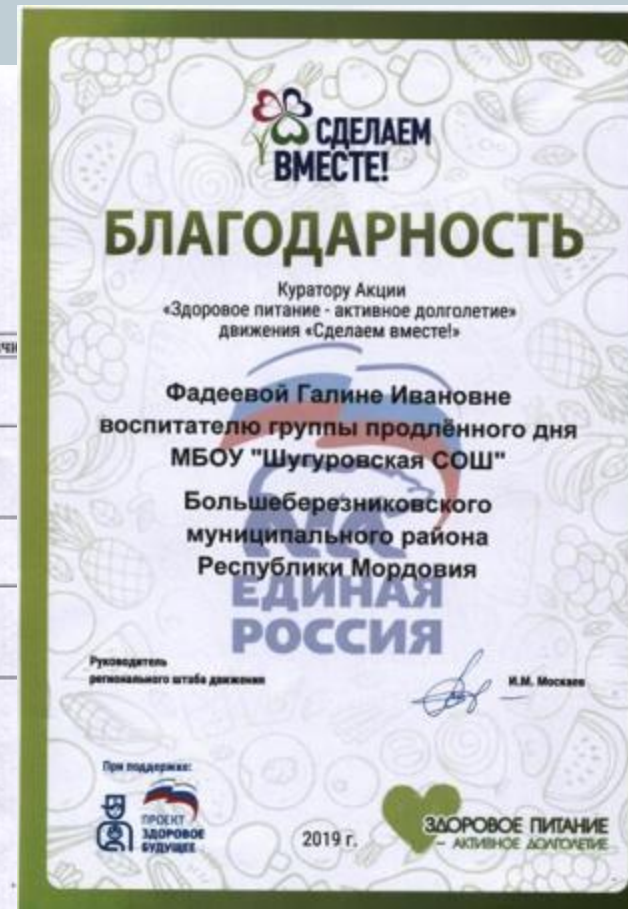 СДЕЛАЕМ
ВМЕСТЕ!
БЛАГОДАРНОСТЬ
Куратору Акции
«Здоровое питание - активное долголетие»
движения «Сделаем вместе!»
Фадеевой Галине Ивановне
воспитателю группы продлённого дня
МБОУ "Шугуровская СОШ"
Большеберезниковского
муниципального района
Республики Мордовия
ЕДИНАЯ
РОССИЯ
Руководитель
регионального штаба движения
И.М. Москаев
При поддержке:
ПРОЕКТ
ЗДОРОВОЕ
БУДУЩЕЕ
2019 г.
ЗДОРОВОЕ ПИТАНИЕ
– АКТИВНОЕ ДОЛГОЛЕТИЕ